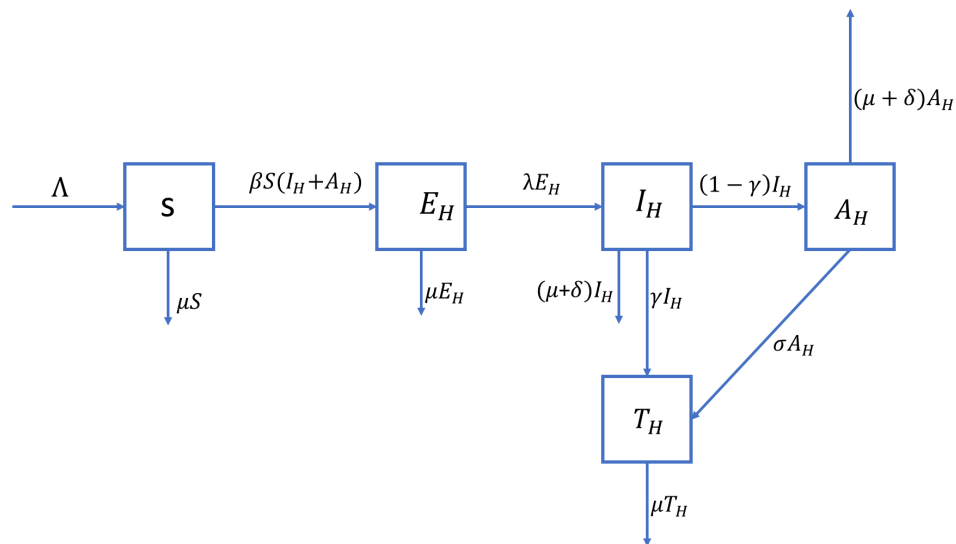 (μ + δ)A_H
Λ
βS(I_H+A_H)
λE_H
(1 − γ)I_H
S
E_H
I_H
A_H
μS
μE_H
(μ+δ)I_H
γI_H
σA_H
T_H
μT_H